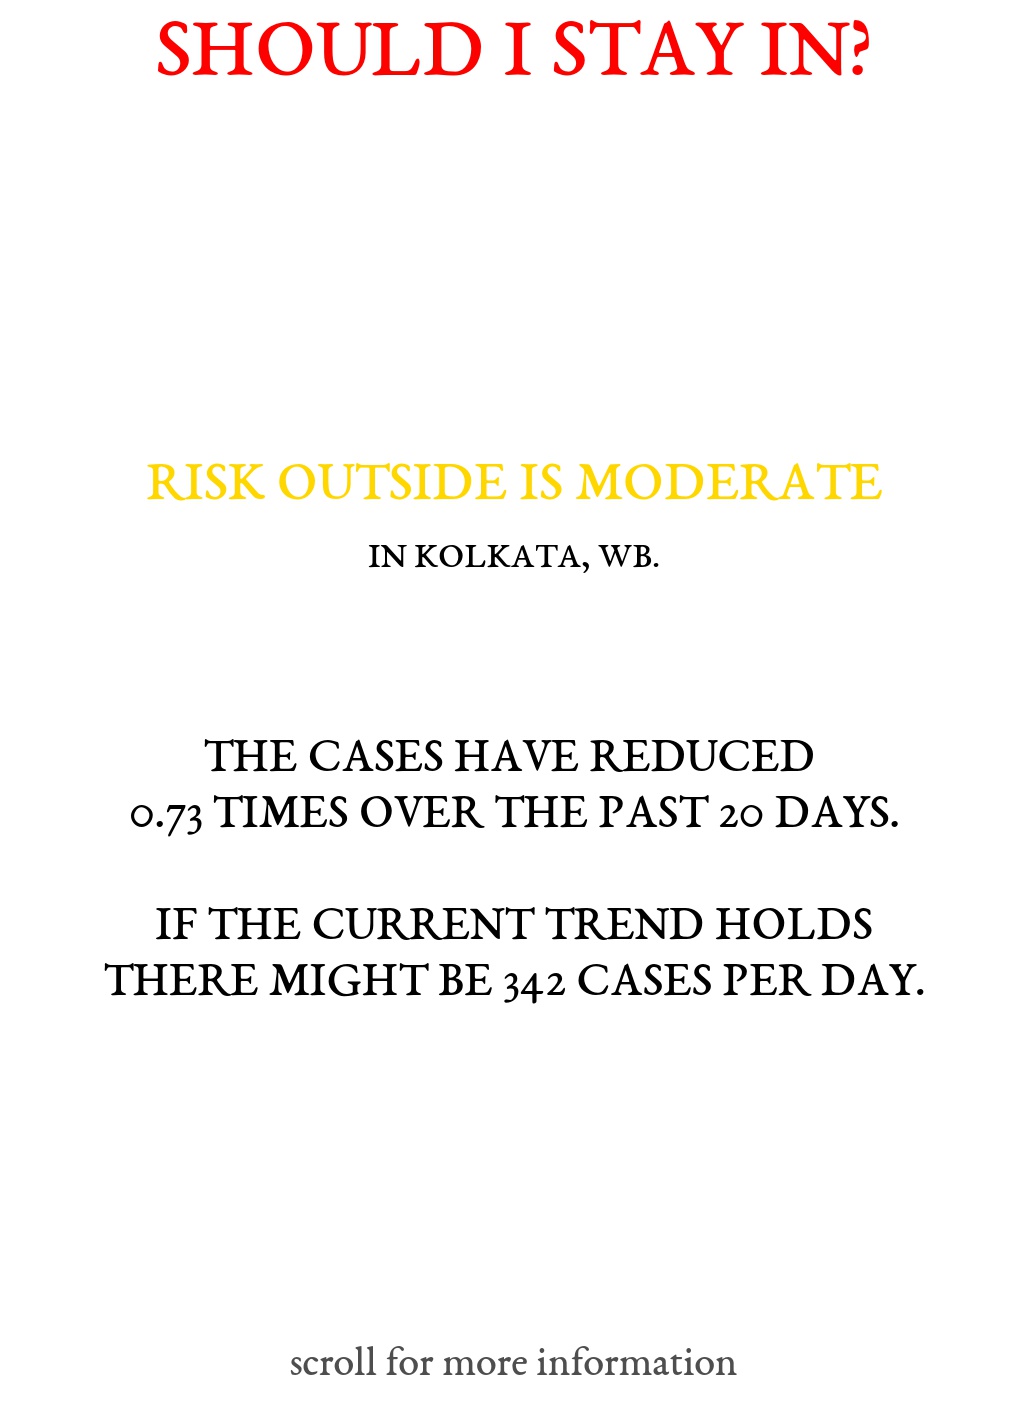 SHOULD I STAY IN?
RISK OUTSIDE IS MODERATE
IN KOLKATA, WB.
THE CASES HAVE REDUCED
0.73 TIMES OVER THE PAST 20 DAYS.
IF THE CURRENT TREND HOLDS
THERE MIGHT BE 342 CASES PER DAY.
scroll for more information